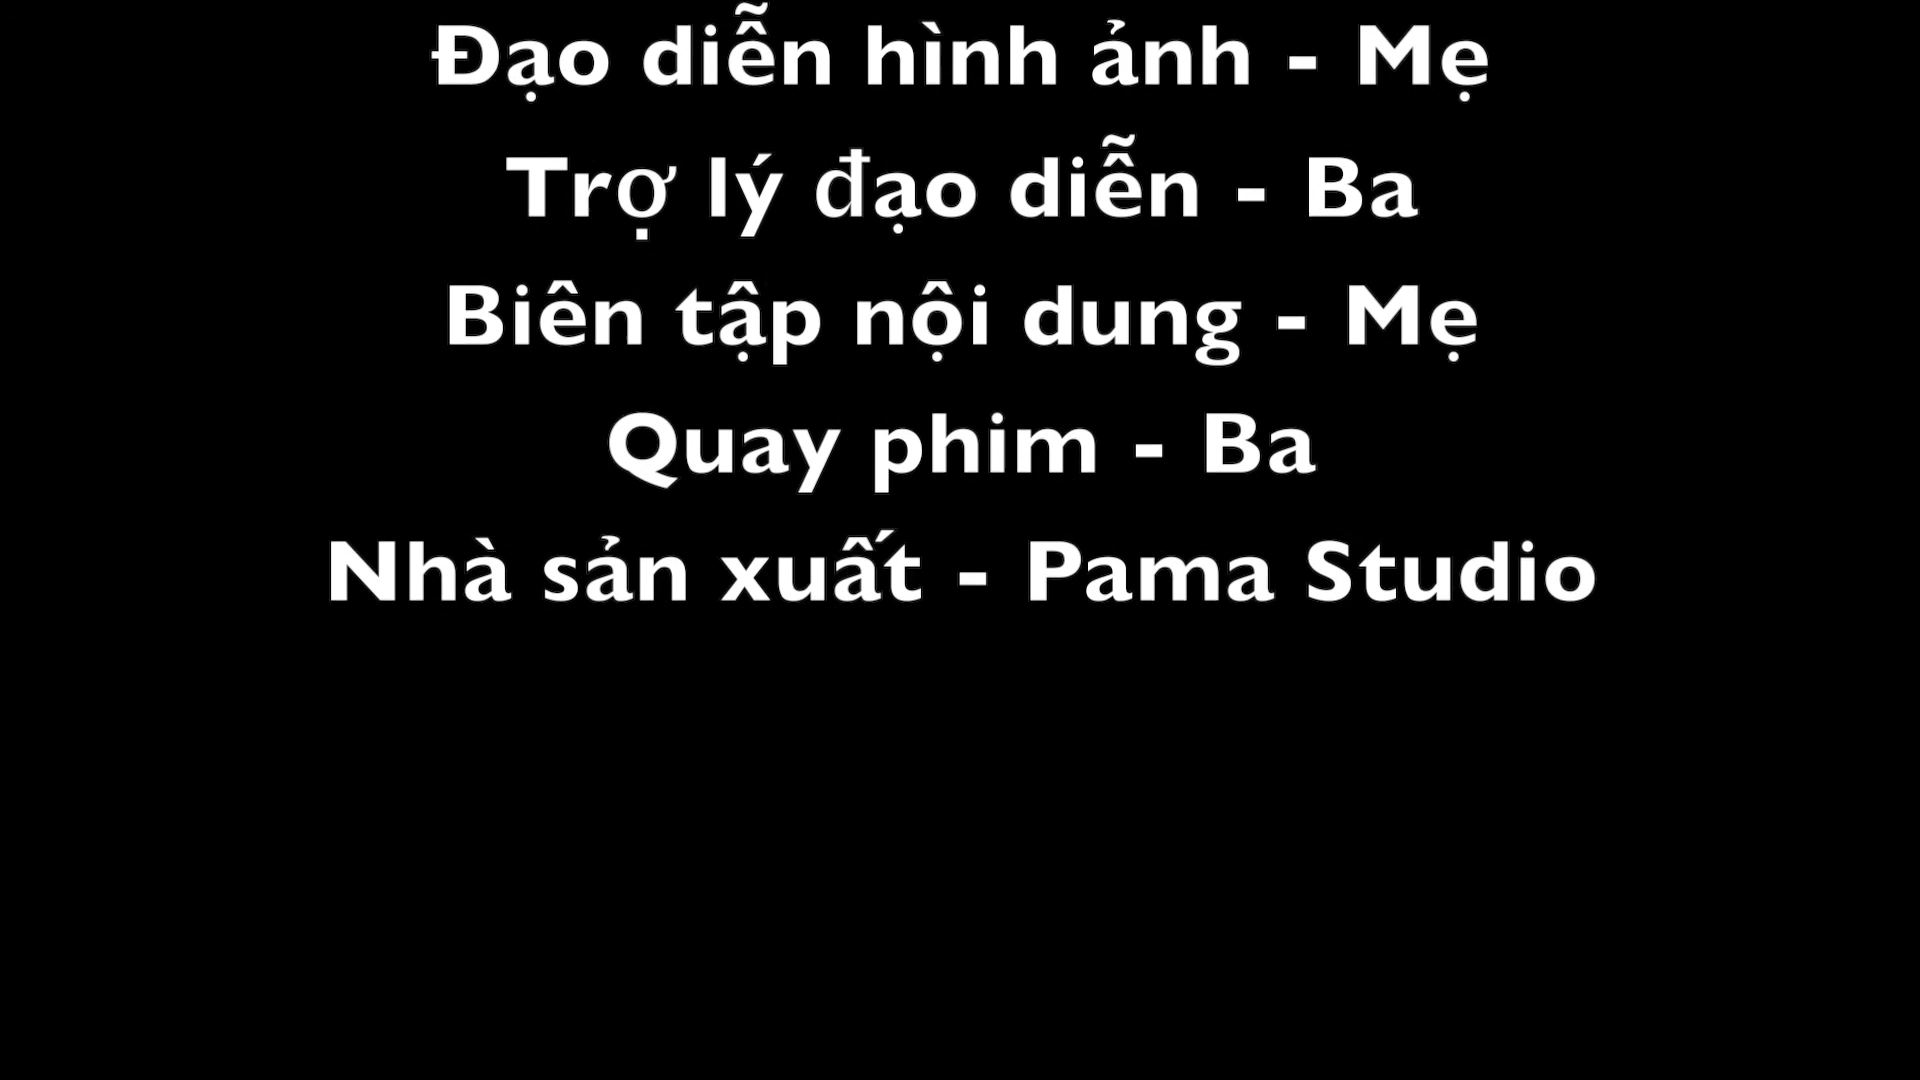 Đạo diễn hình ảnh - Mẹ
Trợ lý đạo diễn - Ba
Biên tập nội dung - Mẹ
Quay phim - Ba
Nhà sản xuất - Pama Studio